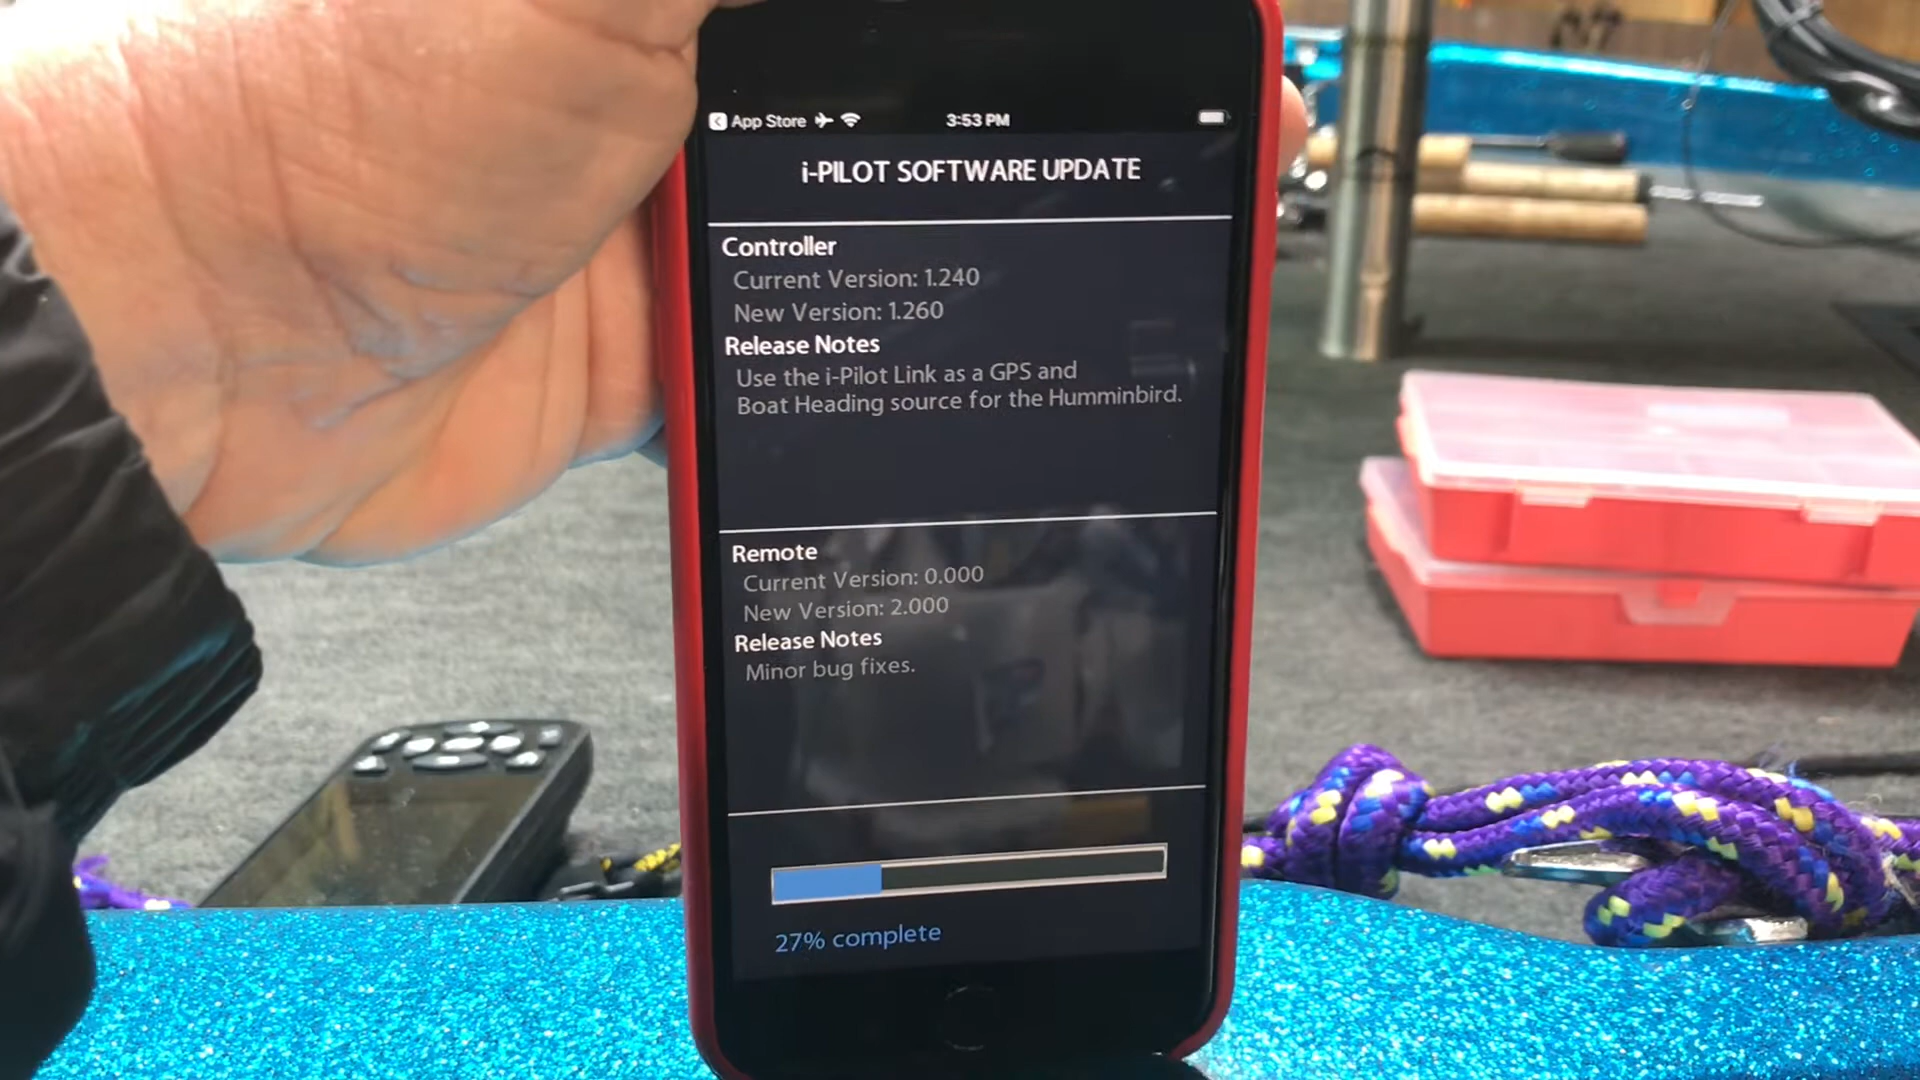 App Store 3:53 PM
i-PILOT SOFTWARE UPDATE
Controller
Current Version: 1.240
New Version: 1.260
Release Notes
Use the i-Pilot Link as a GPS and
Boat Heading source for the Humminbird.
Remote
Current Version: 0.000
New Version: 2.000
Release Notes
Minor bug fixes.
27% complete